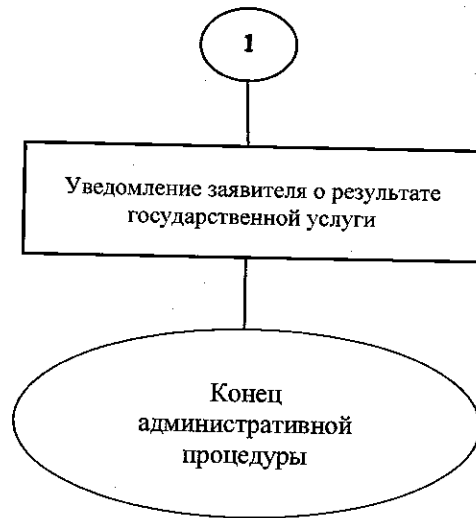 1
Уведомление заявителя о результате
государственной услуги
Конец
административной
процедуры